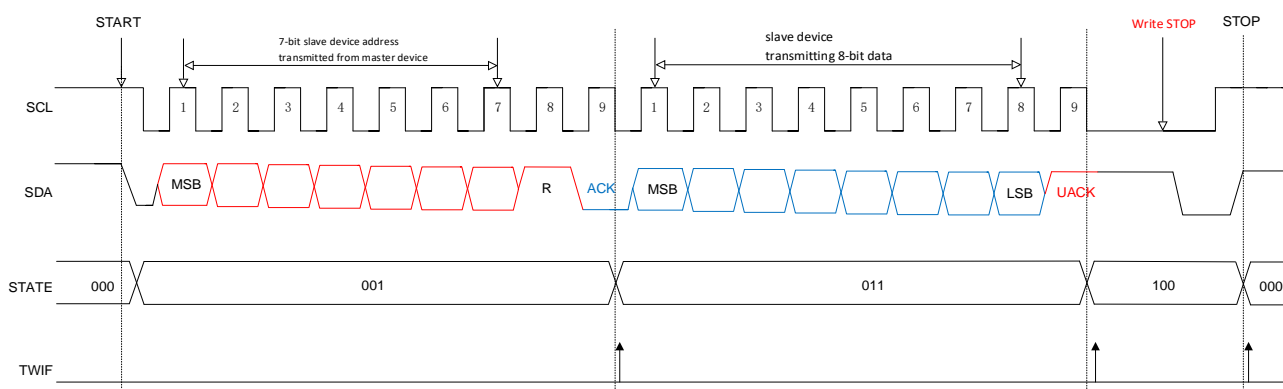 START
Write STOP
STOP
7-bit slave device address
transmitted from master device
slave device
transmitting 8-bit data
SCL
1 2 3 4 5 6 7 8 9 1 2 3 4 5 6 7 8 9
SDA
MSB R ACK MSB LSB UACK
STATE
000 001 011 100 000
TWIF